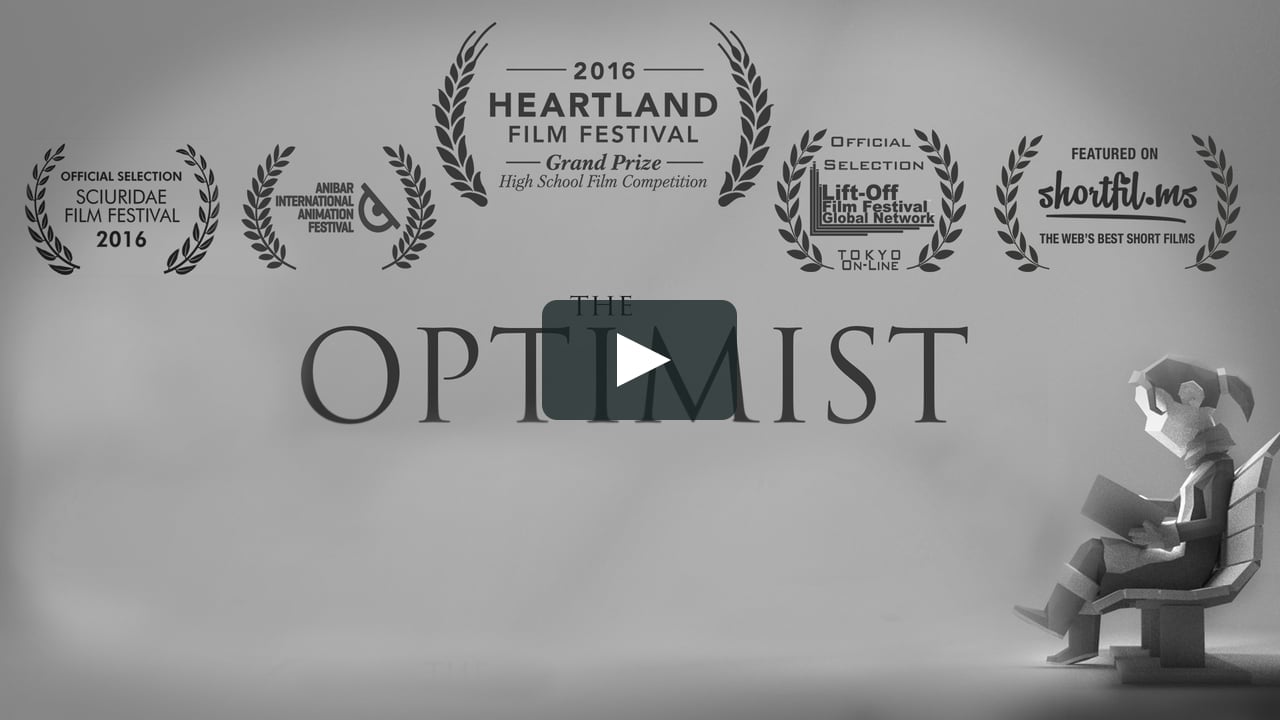 OFFICIAL SELECTION
SCIURIDAE
FILM FESTIVAL
2016
ANIBAR
INTERNATIONAL
ANIMATION
FESTIVAL
2016
HEARTLAND
FILM FESTIVAL
Grand Prize
High School Film Competition
OFFICIAL
SELECTION
Lift-Off
Film Festival
Global Network
TOKYO
ON-LINE
FEATURED ON
shortfil.ms
THE WEB'S BEST SHORT FILMS
THE
OPTIMIST
THE